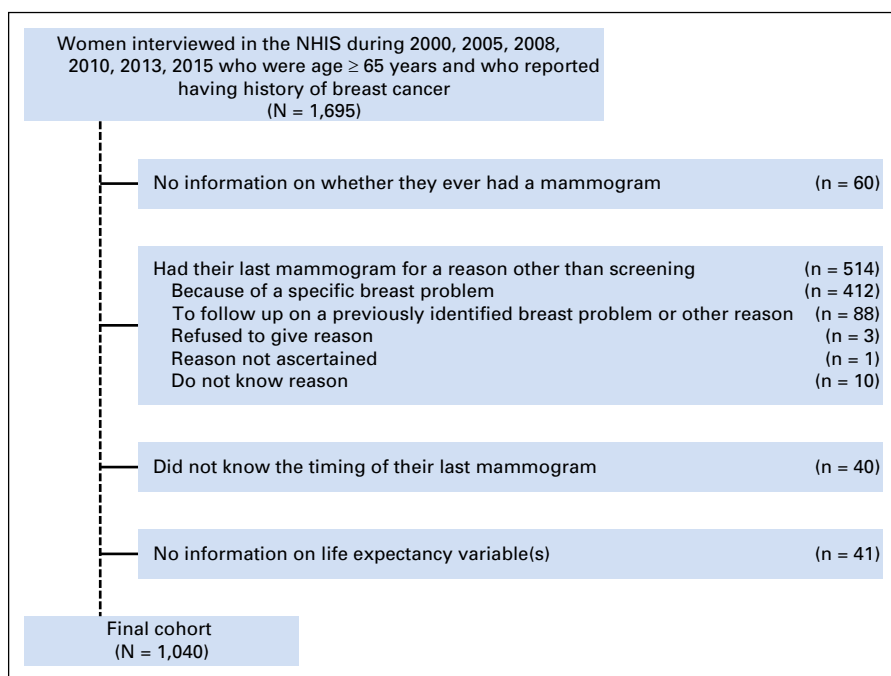 Women interviewed in the NHIS during 2000, 2005, 2008,
2010, 2013, 2015 who were age ≥ 65 years and who reported
having history of breast cancer
(N = 1,695)
No information on whether they ever had a mammogram (n = 60)
Had their last mammogram for a reason other than screening (n = 514)
Because of a specific breast problem (n = 412)
To follow up on a previously identified breast problem or other reason (n = 88)
Refused to give reason (n = 3)
Reason not ascertained (n = 1)
Do not know reason (n = 10)
Did not know the timing of their last mammogram (n = 40)
No information on life expectancy variable(s) (n = 41)
Final cohort
(N = 1,040)